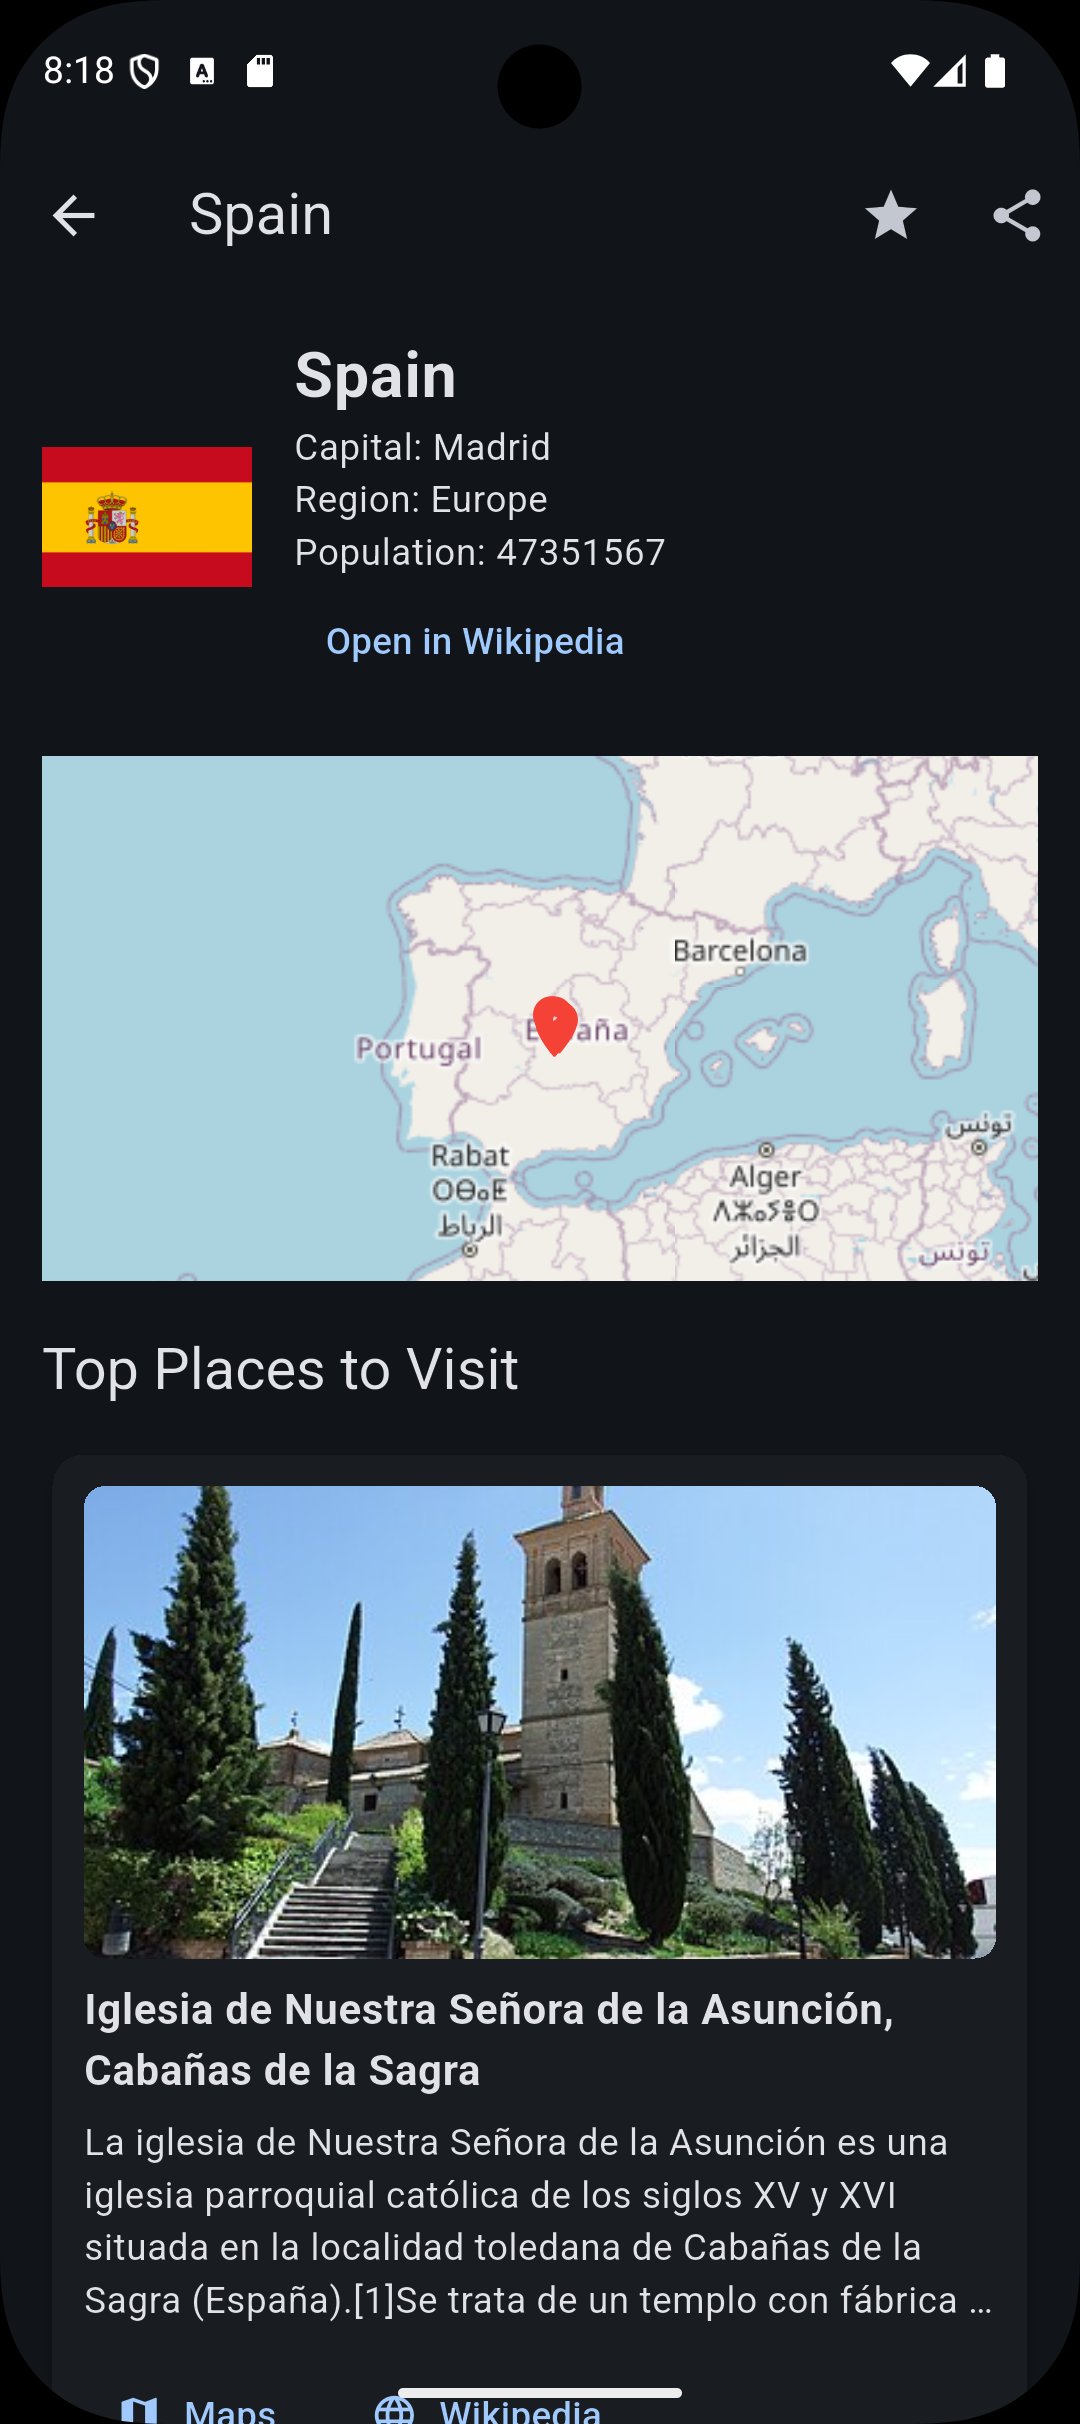 8:18
Spain
Spain
Capital: Madrid
Region: Europe
Population: 47351567
Open in Wikipedia
Barcelona
Portugal
Rabat
ⵔⴱⴰⵟ
الرباط
Alger
ⴷⵣⴰⵢⴻⵔ
الجزائر
تونس
تونس
Top Places to Visit
Iglesia de Nuestra Señora de la Asunción,
Cabañas de la Sagra
La iglesia de Nuestra Señora de la Asunción es una
iglesia parroquial católica de los siglos XV y XVI
situada en la localidad toledana de Cabañas de la
Sagra (España).[1]Se trata de un templo con fábrica …
Maps
Wikipedia